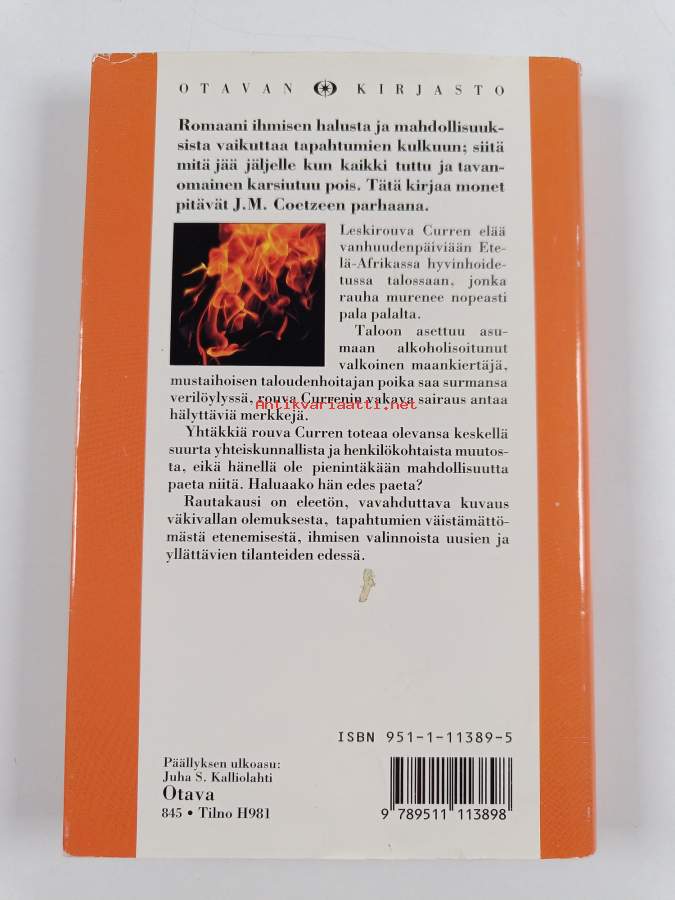 OTAVAN KIRJASTO
Romaani ihmisen halusta ja mahdollisuuk-
sista vaikuttaa tapahtumien kulkuun; siitä
mitä jää jäljelle kun kaikki tuttu ja tavan-
omainen karsiutuu pois. Tätä kirjaa monet
pitävät J.M. Coetzeen parhaana.
Leskirouva Curren elää
vanhuudenpäiviään Ete-
lä-Afrikassa hyvinhoide-
tussa talossaan, jonka
rauha murenee nopeasti
pala palalta.
Taloon asettuu asu-
maan alkoholisoitunut
valkoinen maankiertäjä,
mustaihoisen taloudenhoitajan poika saa surmansa
verilöylyssä, rouva Currenin vakava sairaus antaa
Antikvariaatti.net
hälyttäviä merkkejä.
Yhtäkkiä rouva Curren toteaa olevansa keskellä
suurta yhteiskunnallista ja henkilökohtaista muutos-
ta, eikä hänellä ole pienintäkään mahdollisuutta
paeta niitä. Haluaako hän edes paeta?
Rautakausi on eleetön, vavahduttava kuvaus
väkivallan olemuksesta, tapahtumien väistämättö-
mästä etenemisestä, ihmisen valinnoista uusien ja
yllättävien tilanteiden edessä.
ISBN 951-1-11389-5
Päällyksen ulkoasu:
Juha S. Kalliolahti
Otava
845 • Tilno H981
9 789511 113898